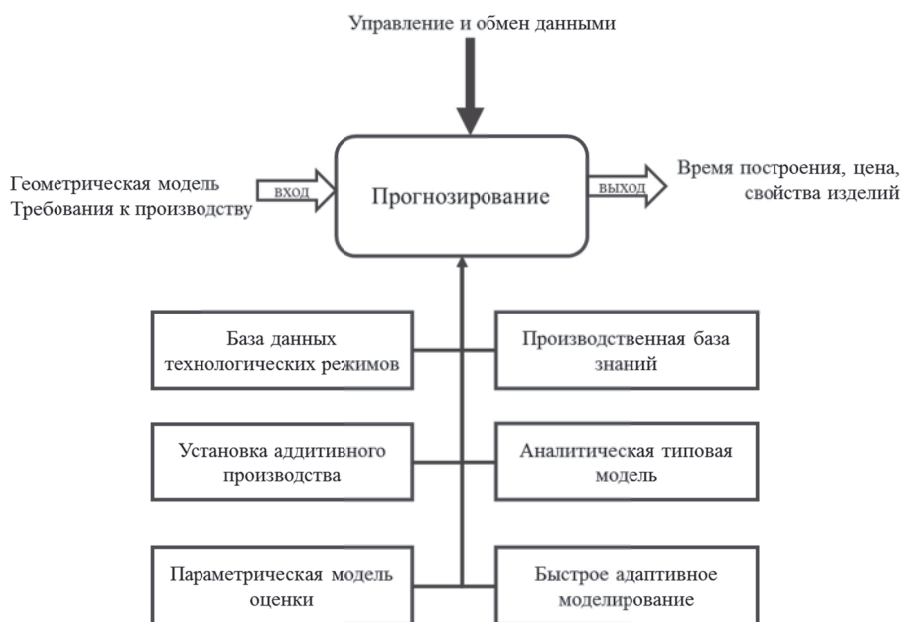 Управление и обмен данными
Геометрическая модель
Требования к производству
вход
Прогнозирование
выход
Время построения, цена,
свойства изделий
База данных
технологических режимов
Производственная база
знаний
Установка аддитивного
производства
Аналитическая типовая
модель
Параметрическая модель
оценки
Быстрое адаптивное
моделирование